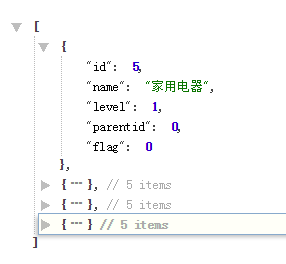 [
{
"id": 5,
"name": "家用电器",
"level": 1,
"parentid": 0,
"flag": 0
},
{ ··· }, // 5 items
{ ··· }, // 5 items
{ ··· } // 5 items
]